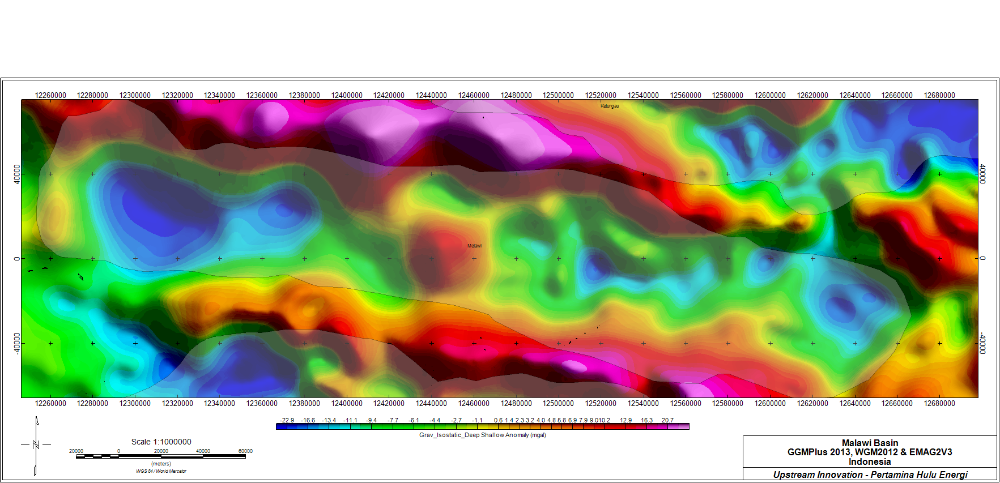 12260000 12280000 12300000 12320000 12340000 12360000 12380000 12400000 12420000 12440000 12460000 12480000 12500000 12520000 12540000 12560000 12580000 12600000 12620000 12640000 12660000 12680000
Ketungau
40000 40000
Melawi
0 0
-40000 -40000
12260000 12280000 12300000 12320000 12340000 12360000 12380000 12400000 12420000 12440000 12460000 12480000 12500000 12520000 12540000 12560000 12580000 12600000 12620000 12640000 12660000 12680000
-22.9 -16.6 -13.4 -11.1 -9.4 -7.7 -6.1 -4.4 -2.7 -1.1 0.6 1.4 2.3 3.2 4.0 4.8 5.8 6.9 7.9 9.0 10.2 12.9 16.3 20.7
Grav_Isostatic_Deep Shallow Anomaly (mgal)
N
Scale 1:1000000
20000 0 20000 40000 60000
(meters)
WGS 84 / World Mercator
Malawi Basin
GGMPlus 2013, WGM2012 & EMAG2V3
Indonesia
Upstream Innovation - Pertamina Hulu Energi